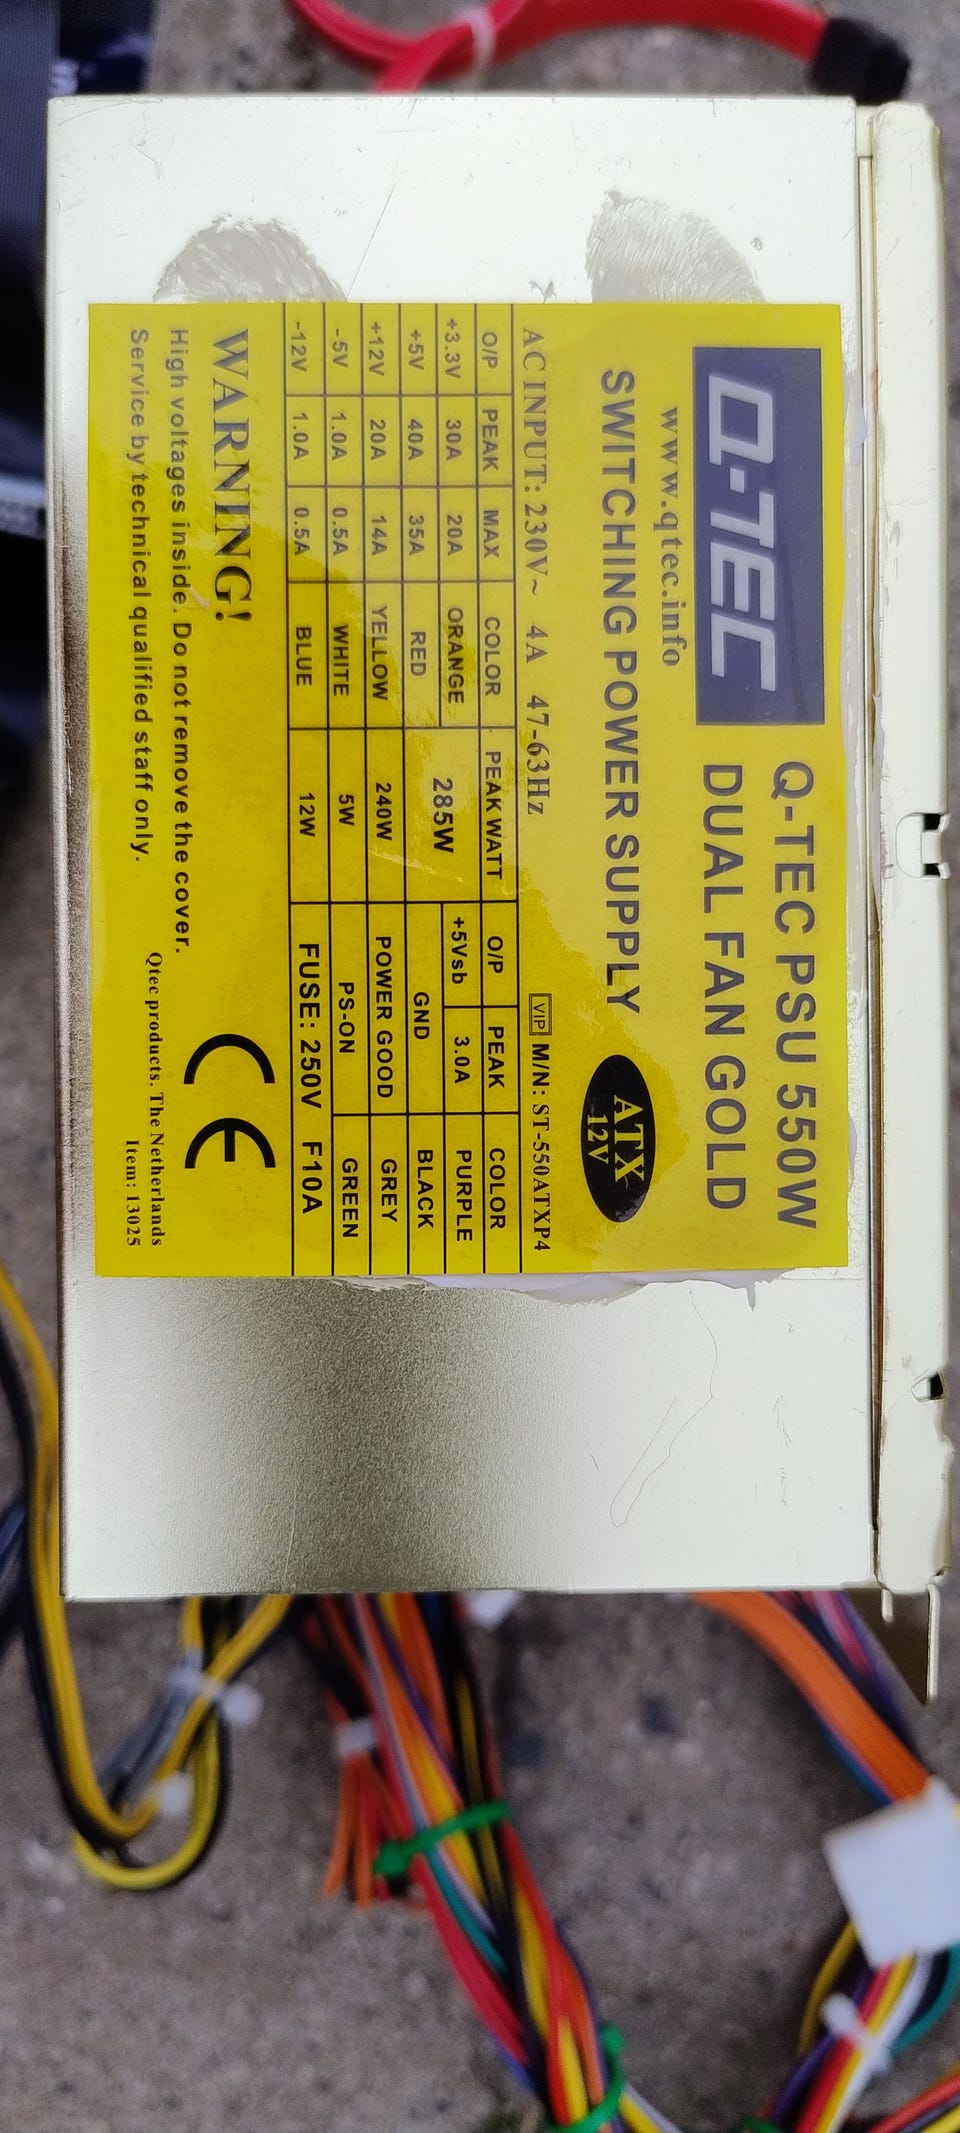 Q-TEC
Q-TEC PSU 550W
DUAL FAN GOLD
www.qtec.info
SWITCHING POWER SUPPLY
ATX
12V
AC INPUT: 230V~ 4A 47-63Hz
VIP M/N: ST-550ATXP4
O/P PEAK MAX COLOR PEAK WATT O/P PEAK COLOR
+3.3V 30A 20A ORANGE 285W +5Vsb 3.0A PURPLE
+5V 40A 35A RED GND BLACK
+12V 20A 14A YELLOW 240W POWER GOOD GREY
-5V 1.0A 0.5A WHITE 5W PS-ON GREEN
-12V 1.0A 0.5A BLUE 12W FUSE: 250V F10A
WARNING!
High voltages inside. Do not remove the cover.
Service by technical qualified staff only.
CE
Qtec products. The Netherlands
Item: 13025